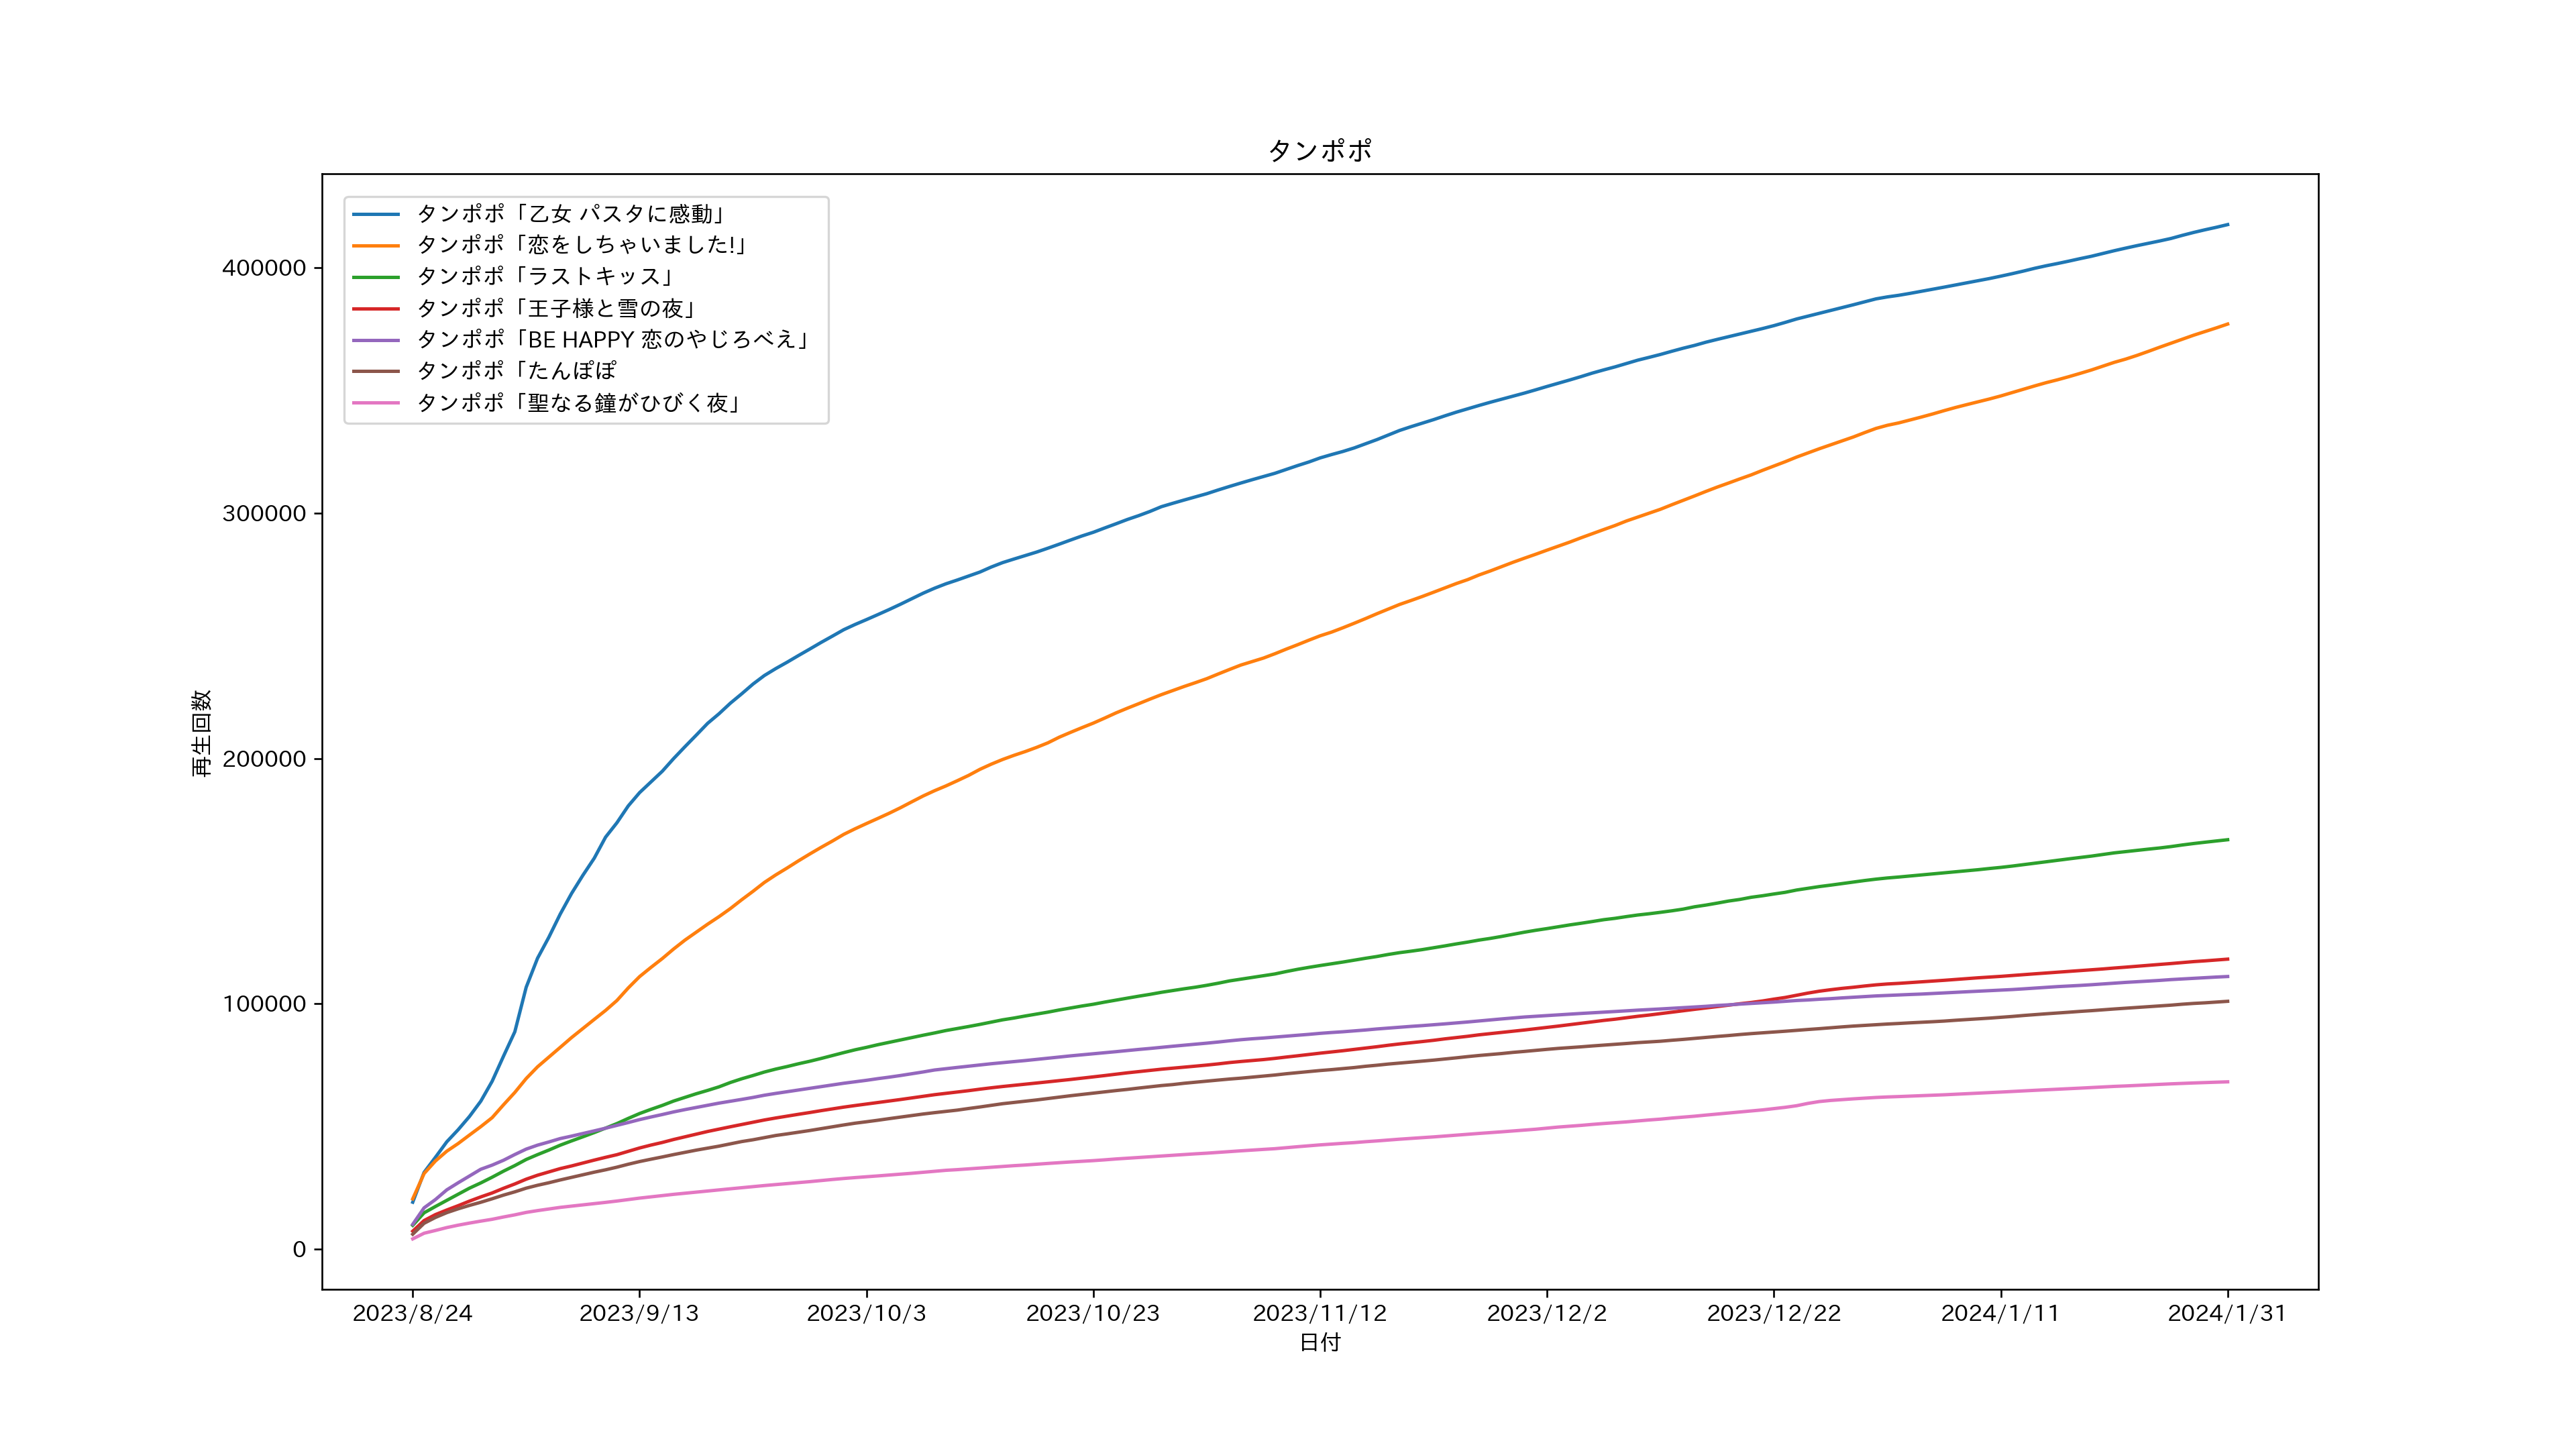 タンポポ
タンポポ「乙女 パスタに感動」
タンポポ「恋をしちゃいました!」
タンポポ「ラストキッス」
タンポポ「王子様と雪の夜」
タンポポ「BE HAPPY 恋のやじろべえ」
タンポポ「たんぽぽ
タンポポ「聖なる鐘がひびく夜」
400000
300000
200000
100000
0
再生回数
2023/8/24
2023/9/13
2023/10/3
2023/10/23
2023/11/12
2023/12/2
2023/12/22
2024/1/11
2024/1/31
日付